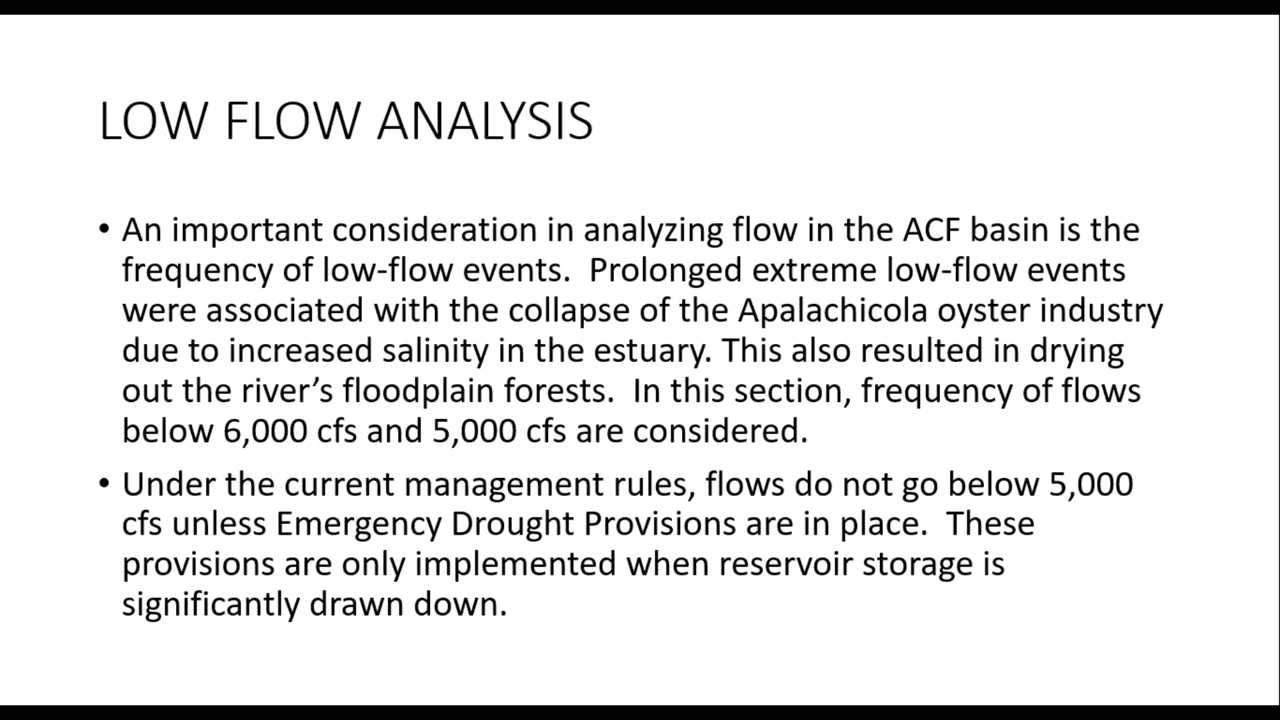 LOW FLOW ANALYSIS
• An important consideration in analyzing flow in the ACF basin is the
frequency of low-flow events.  Prolonged extreme low-flow events
were associated with the collapse of the Apalachicola oyster industry
due to increased salinity in the estuary. This also resulted in drying
out the river’s floodplain forests.  In this section, frequency of flows
below 6,000 cfs and 5,000 cfs are considered.
• Under the current management rules, flows do not go below 5,000
cfs unless Emergency Drought Provisions are in place.  These
provisions are only implemented when reservoir storage is
significantly drawn down.